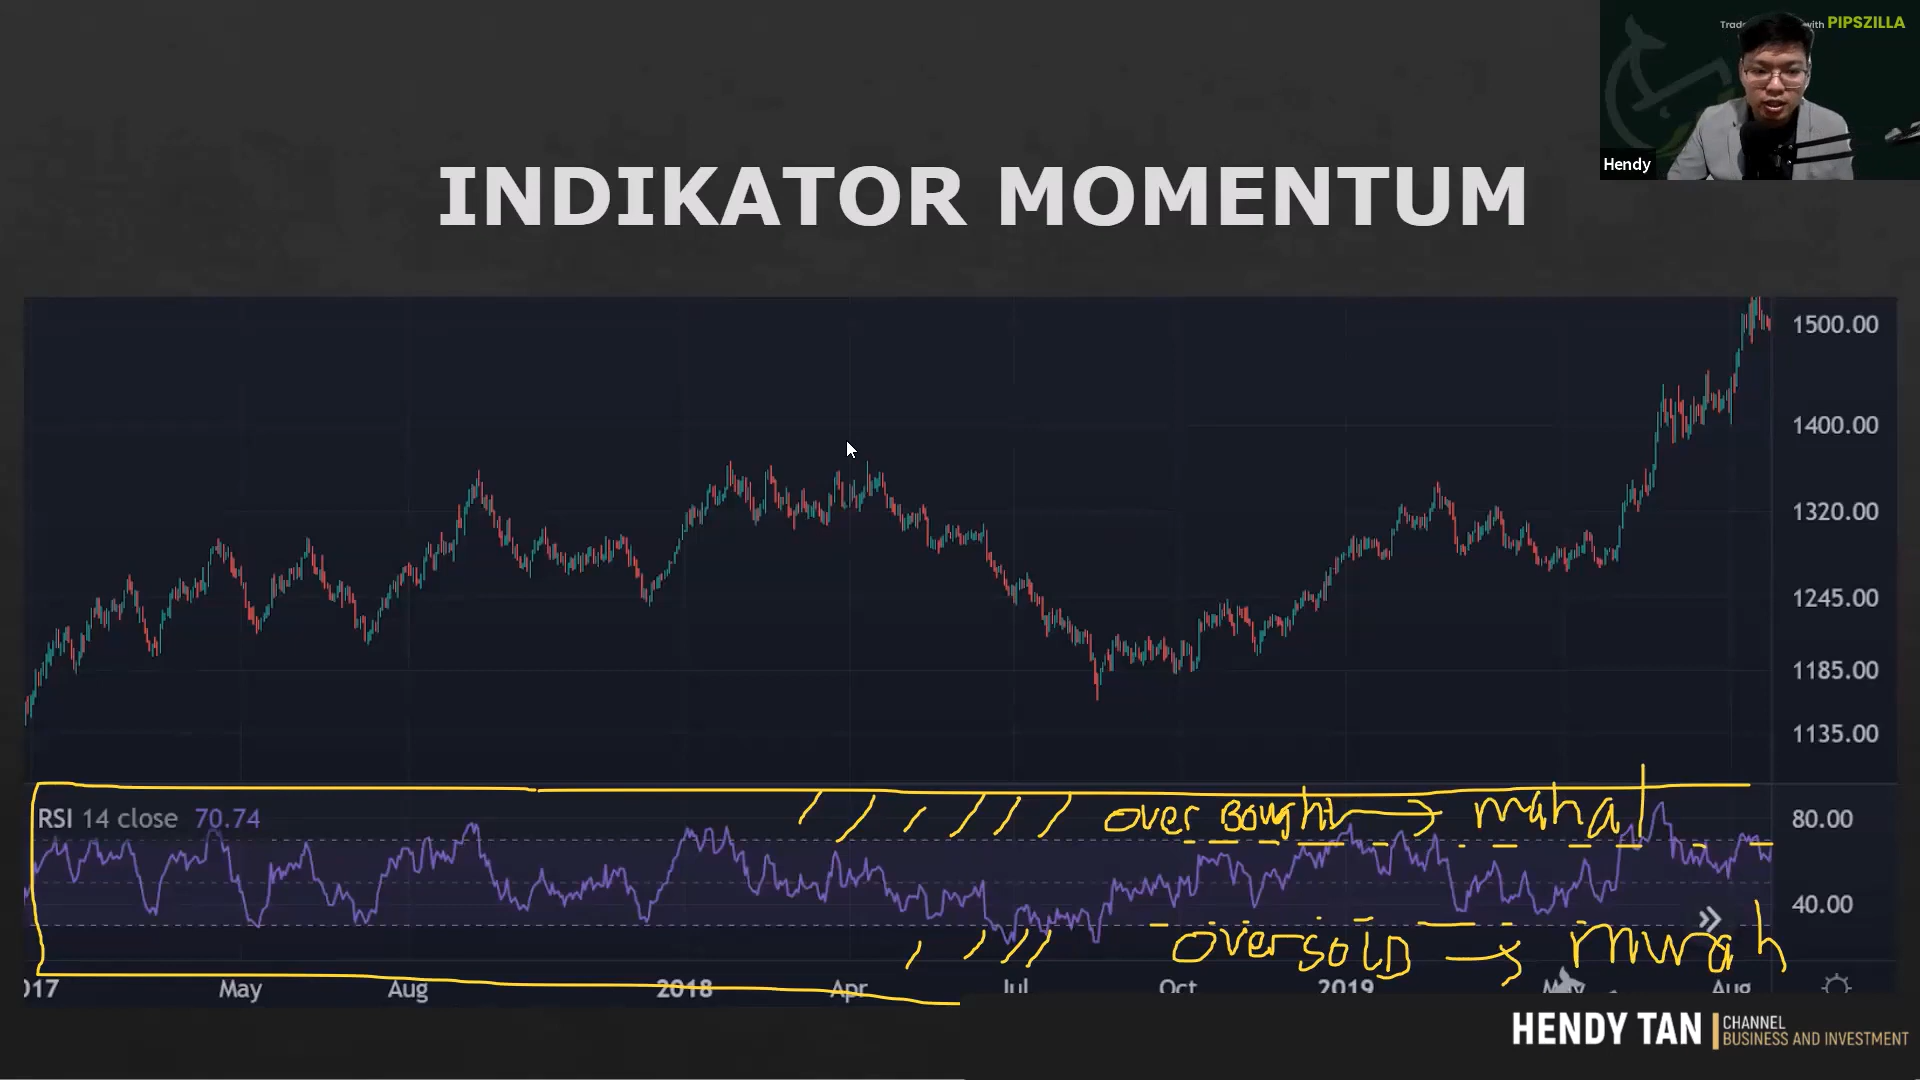 with PIPSZILLA
Hendy
INDIKATOR MOMENTUM
1500.00
1400.00
1320.00
1245.00
1185.00
1135.00
RSI 14 close 70.74
over Bought → mahal
80.00
40.00
oversold → murah
017 May Aug 2018 Apr Jul Oct 2019 May Aug
HENDY TAN
CHANNEL
BUSINESS AND INVESTMENT